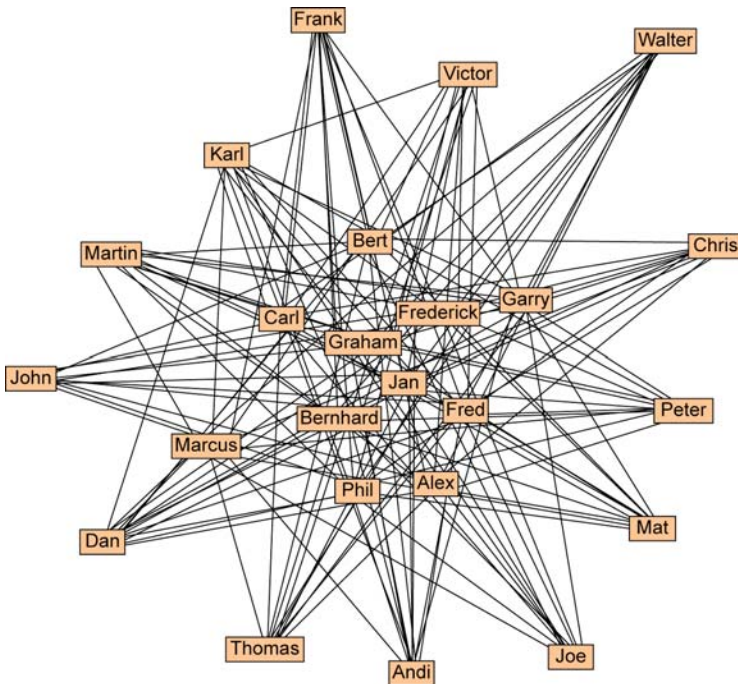 Frank
Walter
Victor
Karl
Bert
Martin
Chris
Garry
Frederick
Carl
Graham
John
Jan
Fred
Peter
Bernhard
Marcus
Alex
Phil
Mat
Dan
Thomas
Joe
Andi